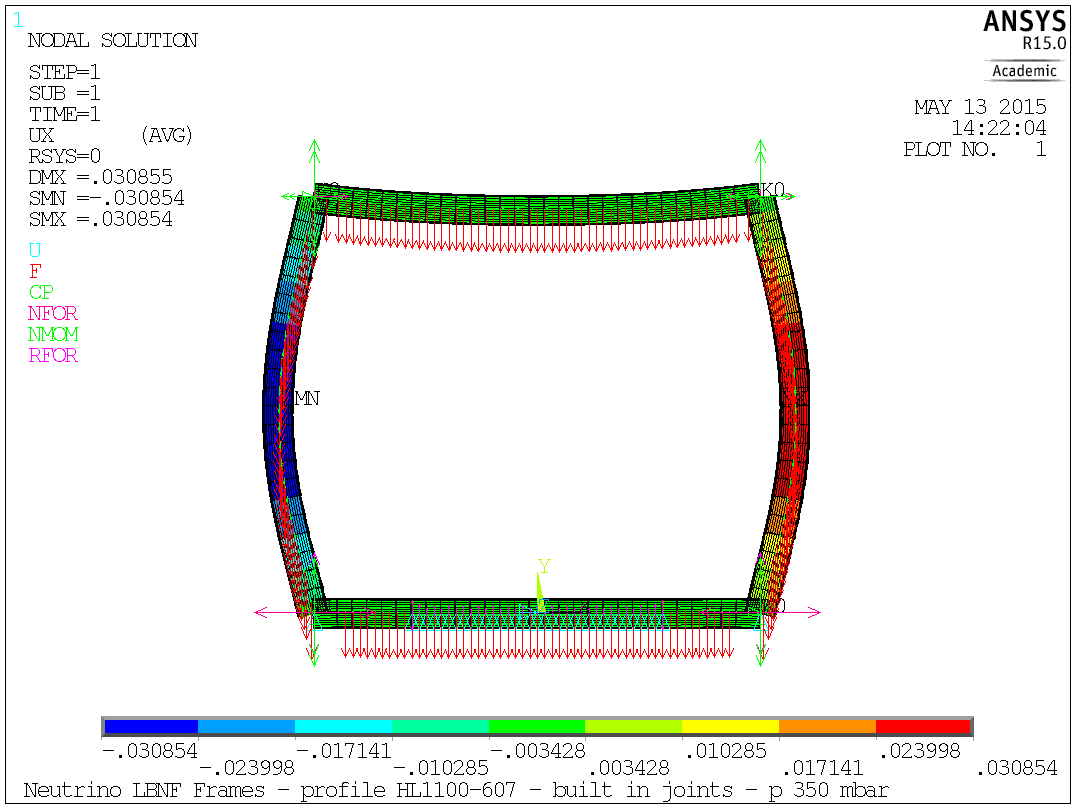 1
NODAL SOLUTION
STEP=1
SUB =1
TIME=1
UX (AVG)
RSYS=0
DMX =.030855
SMN =-.030854
SMX =.030854
U
F
CP
NFOR
NMOM
RFOR
ANSYS
R15.0
Academic
MAY 13 2015
14:22:04
PLOT NO. 1
KQ
MN
Y
-.030854
-.023998
-.017141
-.010285
-.003428
.003428
.010285
.017141
.023998
.030854
Neutrino LBNF Frames - profile HL1100-607 - built in joints - p 350 mbar